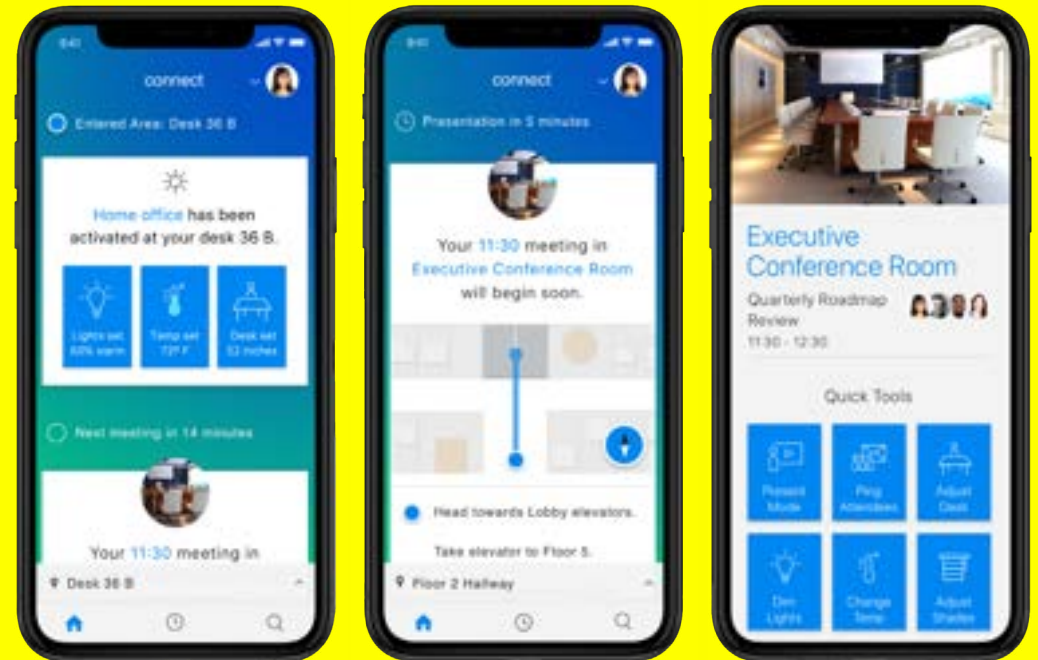 9:41
connect
Entered Area: Desk 36 B
Home office has been
activated at your desk 36 B.
Lights set
60% warm
Temp set
72° F
Desk set
52 inches
Next meeting in 14 minutes
Your 11:30 meeting in
Desk 36 B
9:41
connect
Presentation in 5 minutes
Your 11:30 meeting in
Executive Conference Room
will begin soon.
Head towards Lobby elevators.
Take elevator to Floor 5.
Floor 2 Hallway
Executive
Conference Room
Quarterly Roadmap
Review
11:30 - 12:30
Quick Tools
Present
Mode
Ping
Attendees
Adjust
Desk
Dim
Lights
Change
Temp
Adjust
Shades